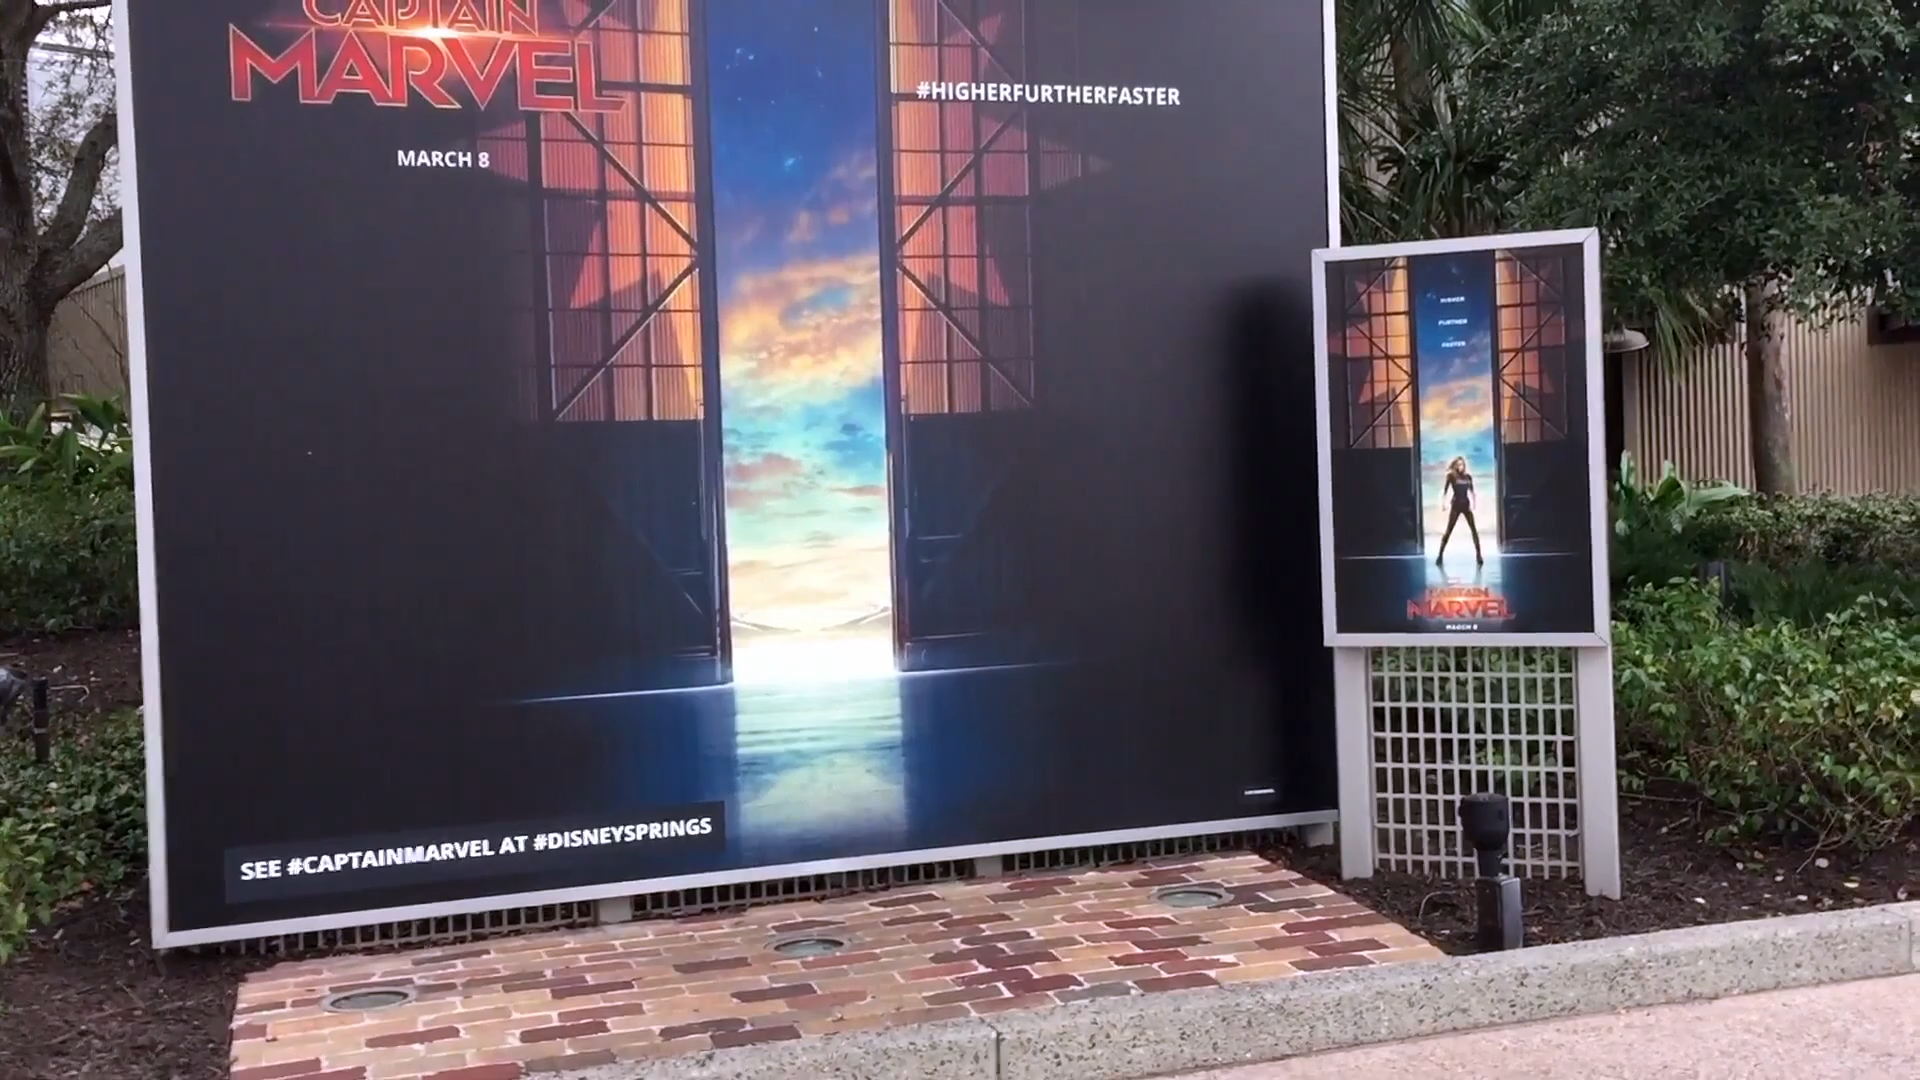 CAPTAIN
MARVEL
MARCH 8
#HIGHERFURTHERFASTER
SEE #CAPTAINMARVEL AT #DISNEYSPRINGS
HIGHER
FURTHER
FASTER
CAPTAIN
MARVEL
MARCH 8